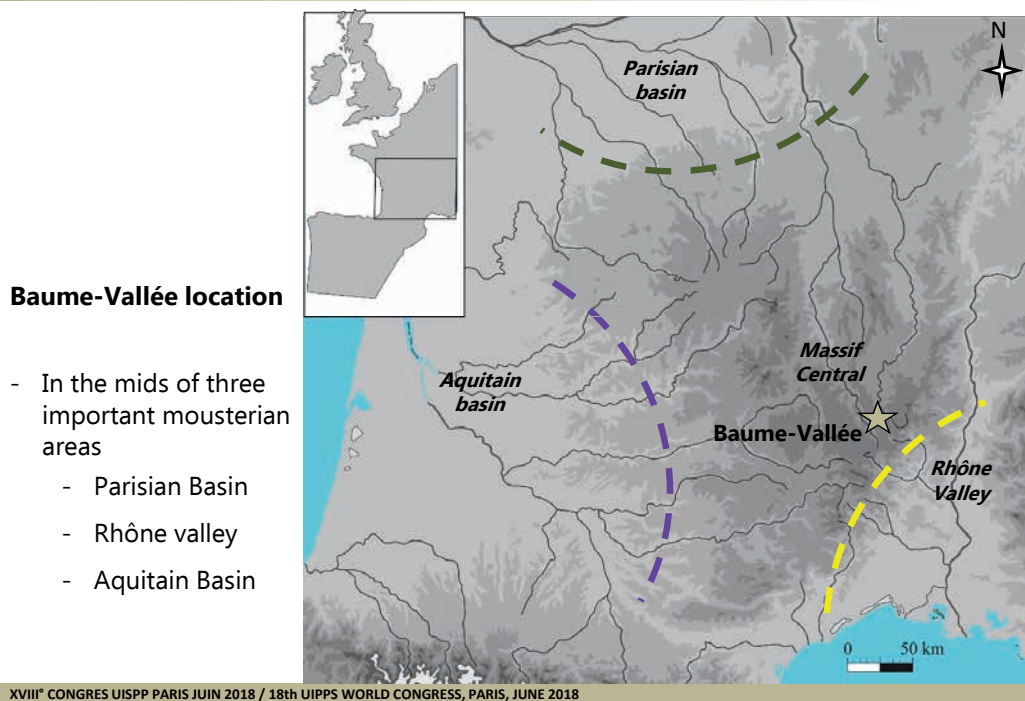 Baume-Vallée location
- In the mids of three
important mousterian
areas
- Parisian Basin
- Rhône valley
- Aquitain Basin
N
Parisian
basin
Massif
Central
Aquitain
basin
Baume-Vallée
Rhône
Valley
0 50 km
XVIII° CONGRES UISPP PARIS JUIN 2018 / 18th UIPPS WORLD CONGRESS, PARIS, JUNE 2018